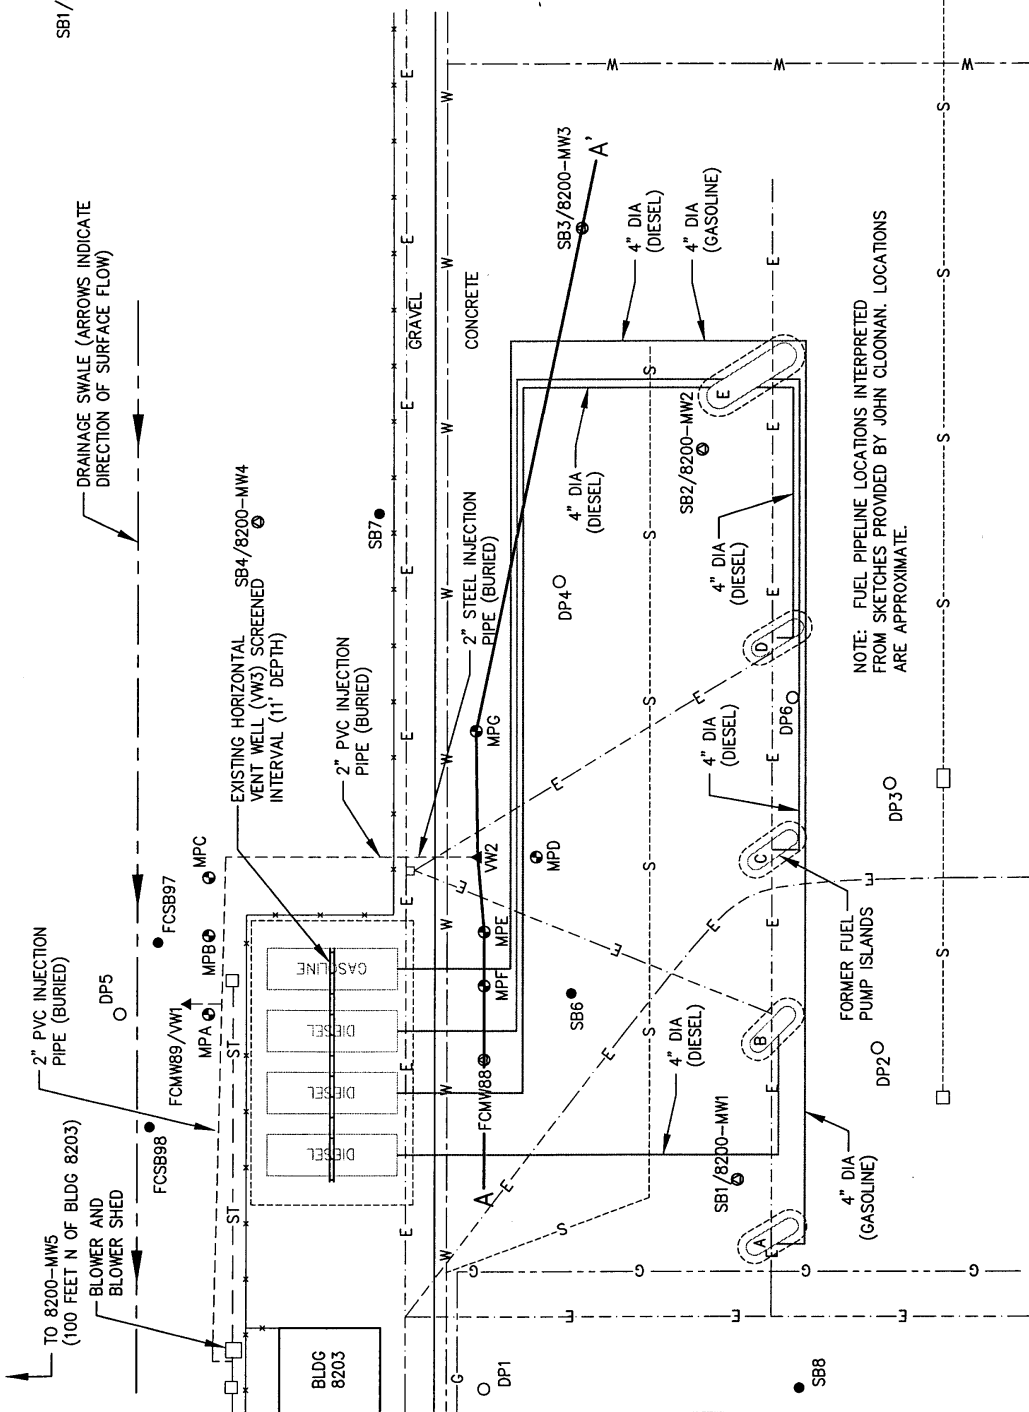 SB1/
TO 8200-MW5
(100 FEET N OF BLDG 8203)
BLOWER AND
BLOWER SHED
2" PVC INJECTION
PIPE (BURIED)
DRAINAGE SWALE (ARROWS INDICATE
DIRECTION OF SURFACE FLOW)
FCSB98
DP5
FCSB97
FCMW89/VW1
MPA
MPB
MPC
EXISTING HORIZONTAL
VENT WELL (VW3) SCREENED
INTERVAL (11' DEPTH)
SB4/8200-MW4
2" PVC INJECTION
PIPE (BURIED)
SB7
ST
ST
DIESEL
DIESEL
DIESEL
GASOLINE
BLDG
8203
GRAVEL
CONCRETE
2" STEEL INJECTION
PIPE (BURIED)
E
E
E
E
E
E
E
W
W
W
W
W
W
W
W
W
W
A
FCMW88
MPF
MPE
VW2
MPG
MPD
A'
SB3/8200-MW3
DP1
G
G
G
G
G
SB6
DP4
4" DIA
(DIESEL)
4" DIA
(DIESEL)
4" DIA
(GASOLINE)
S
S
S
S
S
E
E
E
E
E
E
E
E
4" DIA
(DIESEL)
SB1/8200-MW1
SB2/8200-MW2
4" DIA
(DIESEL)
4" DIA
(DIESEL)
A
B
C
D
E
E
E
E
E
E
E
E
E
E
E
SB8
4" DIA
(GASOLINE)
DP2
FORMER FUEL
PUMP ISLANDS
DP3
DP6
NOTE: FUEL PIPELINE LOCATIONS INTERPRETED
FROM SKETCHES PROVIDED BY JOHN CLOONAN. LOCATIONS
ARE APPROXIMATE.
S
S
S
S
S